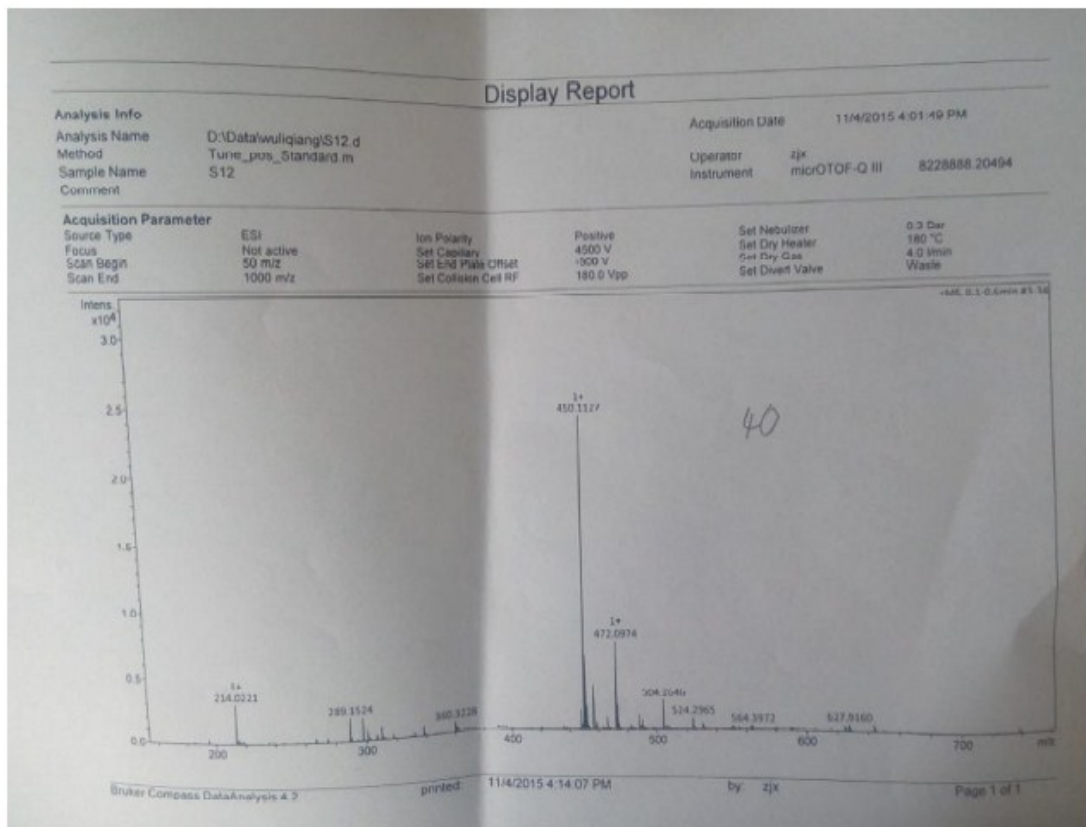 Display Report
Analysis Info
Analysis Name D:\Data\wuliqiang\S12.d
Method Tune_pos_Standard.m
Sample Name S12
Comment
Acquisition Date 11/4/2015 4:01:49 PM
Operator zjx
Instrument micrOTOF-Q III 8228888.20494
Acquisition Parameter
Source Type ESI Ion Polarity Positive Set Nebulizer 0.3 Bar
Focus Not active Set Capillary 4500 V Set Dry Heater 180 °C
Scan Begin 50 m/z Set End Plate Offset -500 V Set Dry Gas 4.0 l/min
Scan End 1000 m/z Set Collision Cell RF 180.0 Vpp Set Divert Valve Waste
Intens.
x104
3.0
2.5
2.0
1.5
1.0
0.5
0.0
1+
450.1127
40
1+
472.0974
1+
214.0221
289.1524
360.3228
524.2965
564.3972
200 300 400 500 600 700 m/z
Bruker Compass DataAnalysis 4.2 printed: 11/4/2015 4:14:07 PM by: zjx Page 1 of 1